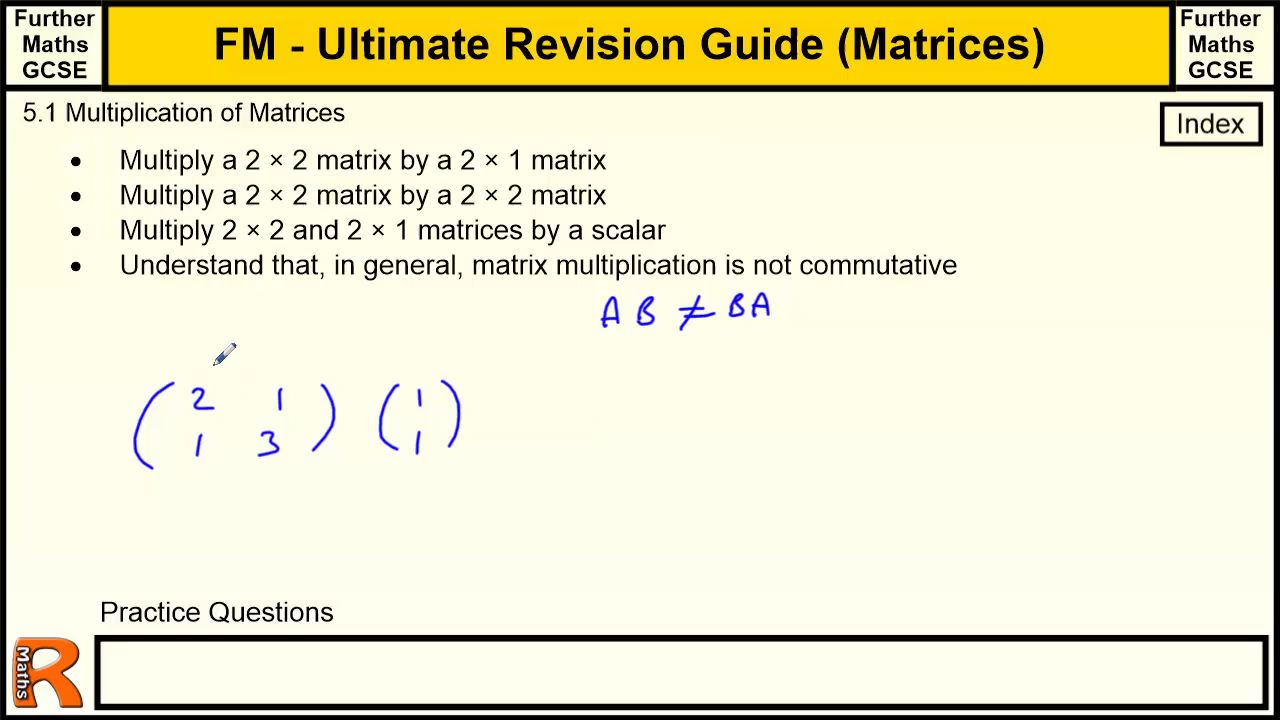 Further
Maths
GCSE
FM - Ultimate Revision Guide (Matrices)
Further
Maths
GCSE
5.1 Multiplication of Matrices
Index
• Multiply a 2 × 2 matrix by a 2 × 1 matrix
• Multiply a 2 × 2 matrix by a 2 × 2 matrix
• Multiply 2 × 2 and 2 × 1 matrices by a scalar
• Understand that, in general, matrix multiplication is not commutative
A B ≠ B A
( 2 1 ) ( 1 )
( 1 3 ) ( 1 )
Practice Questions
R Maths